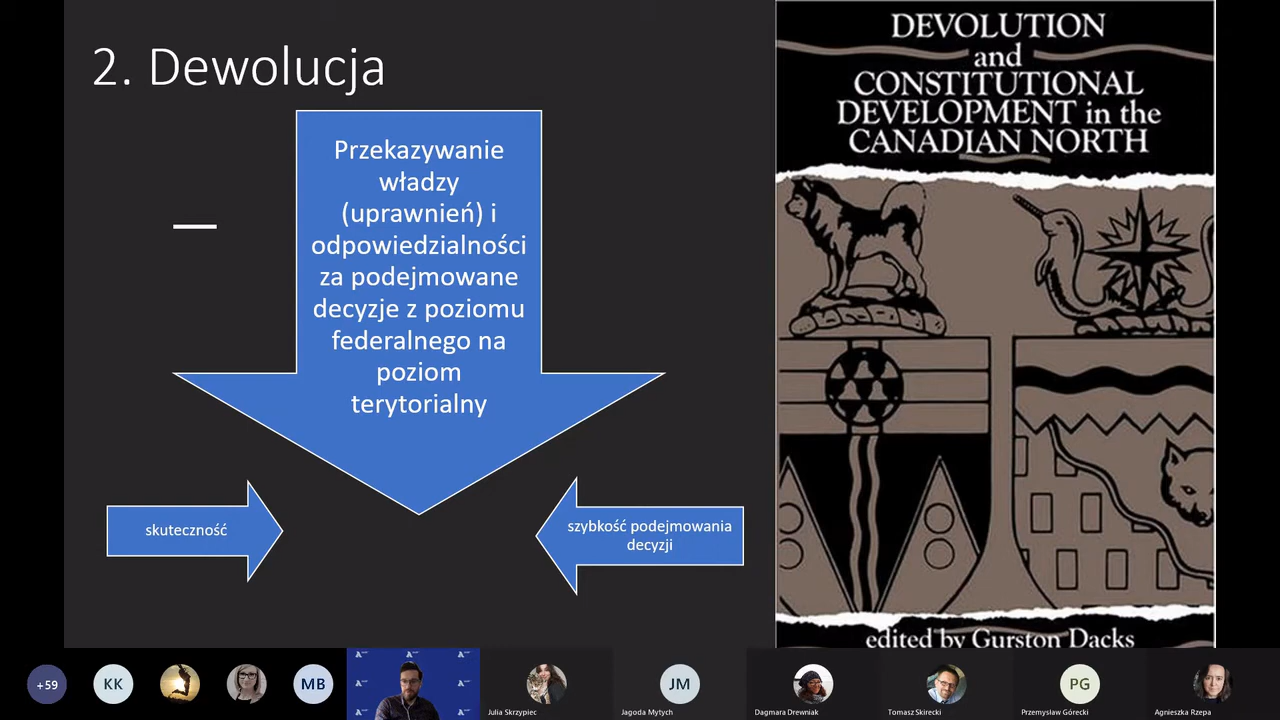 2. Dewolucja
Przekazywanie
władzy
(uprawnień) i
odpowiedzialności
za podejmowane
decyzje z poziomu
federalnego na
poziom
terytorialny
skuteczność
szybkość podejmowania
decyzji
DEVOLUTION
and
CONSTITUTIONAL
DEVELOPMENT in the
CANADIAN NORTH
edited by Gurston Dacks
+59
KK
MB
Julia Skrzypiec
JM
Jagoda Mytych
Dagmara Drewniak
Tomasz Skirecki
PG
Przemysław Górecki
Agnieszka Rzepa